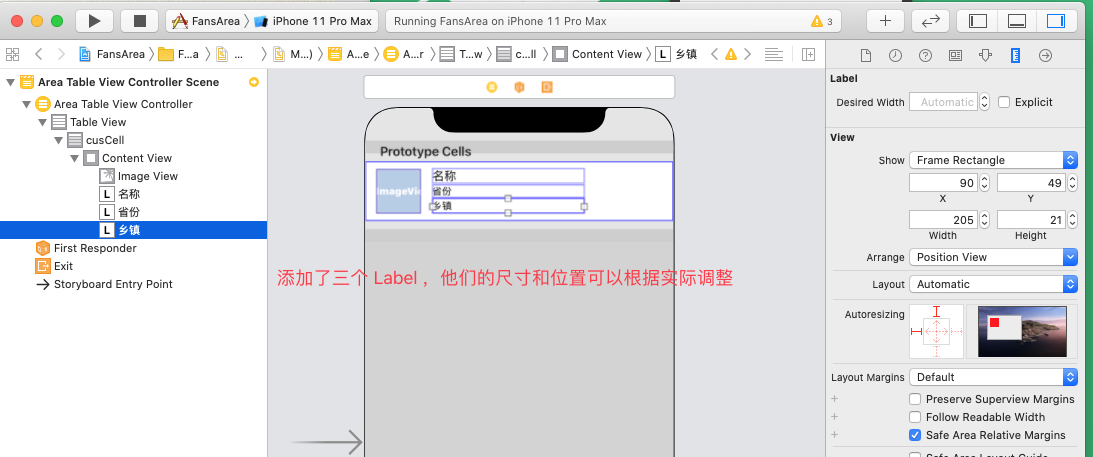 FansArea
iPhone 11 Pro Max
Running FansArea on iPhone 11 Pro Max
3
FansArea
F...a
...
M...)
A...e
A...r
T...w
c...ll
Content View
L 乡镇
Area Table View Controller Scene
Area Table View Controller
Table View
cusCell
Content View
Image View
L 名称
L 省份
L 乡镇
First Responder
Exit
Storyboard Entry Point
Prototype Cells
ImageVi
名称
省份
乡镇
添加了三个 Label ，他们的尺寸和位置可以根据实际调整
Label
Desired Width Automatic Explicit
View
Show Frame Rectangle
90 49
X Y
205 21
Width Height
Arrange Position View
Layout Automatic
Autoresizing
Layout Margins Default
Preserve Superview Margins
Follow Readable Width
Safe Area Relative Margins